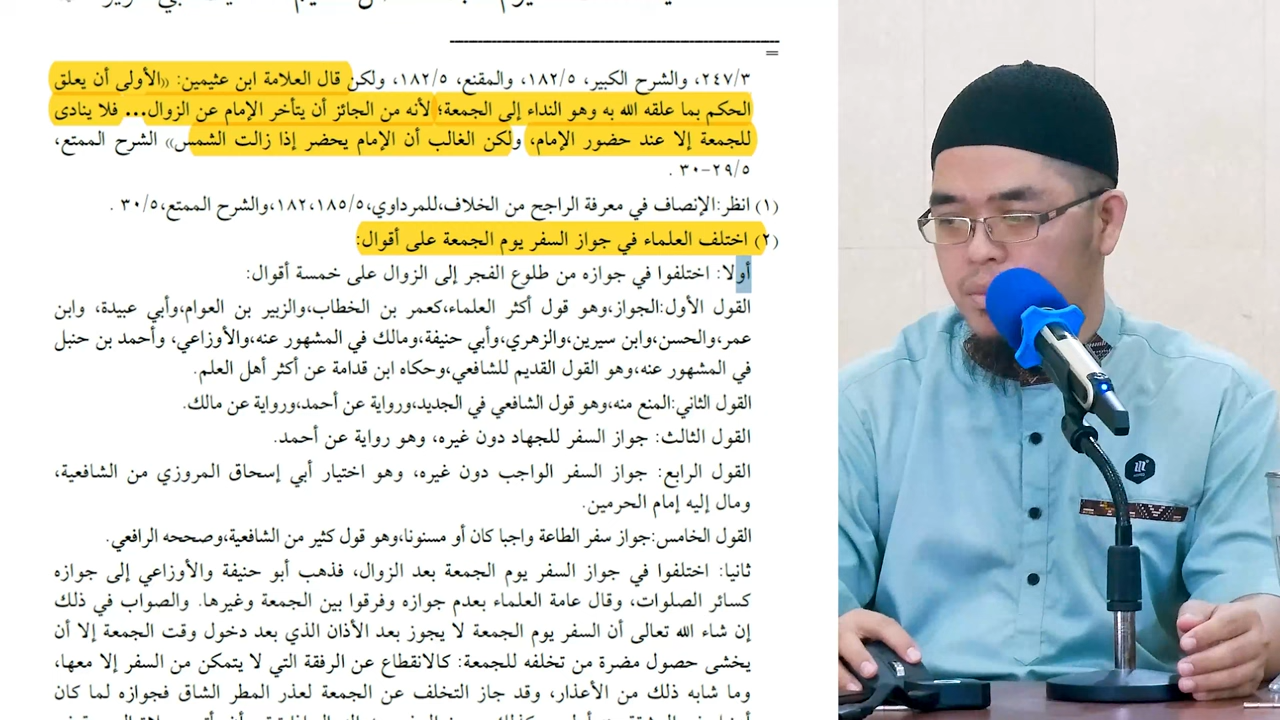 ٢٤٧/٣، والشرح الكبير، ١٨٢/٥، والمقنع، ١٨٢/٥، ولكن قال العلامة ابن عثيمين: «الأولى أن يعلق
الحكم بما علقه الله به وهو النداء إلى الجمعة؛ لأنه من الجائز أن يتأخر الإمام عن الزوال... فلا ينادى
للجمعة إلا عند حضور الإمام، ولكن الغالب أن الإمام يحضر إذا زالت الشمس» الشرح الممتع،
٢٩/٥-٣٠ .
(١) انظر:الإنصاف في معرفة الراجح من الخلاف،للمرداوي،١٨٢،١٨٥/٥،والشرح الممتع،٣٠/٥ .
(٢) اختلف العلماء في جواز السفر يوم الجمعة على أقوال:
أولا: اختلفوا في جوازه من طلوع الفجر إلى الزوال على خمسة أقوال:
القول الأول:الجواز،وهو قول أكثر العلماء،كعمر بن الخطاب،والزبير بن العوام،وأبي عبيدة، وابن
عمر،والحسن،وابن سيرين،والزهري،وأبي حنيفة،ومالك في المشهور عنه،والأوزاعي، وأحمد بن حنبل
في المشهور عنه،وهو القول القديم للشافعي،وحكاه ابن قدامة عن أكثر أهل العلم.
القول الثاني:المنع منه،وهو قول الشافعي في الجديد،ورواية عن أحمد،ورواية عن مالك.
القول الثالث: جواز السفر للجهاد دون غيره، وهو رواية عن أحمد.
القول الرابع: جواز السفر الواجب دون غيره، وهو اختيار أبي إسحاق المروزي من الشافعية،
ومال إليه إمام الحرمين.
القول الخامس:جواز سفر الطاعة واجبا كان أو مسنونا،وهو قول كثير من الشافعية،وصححه الرافعي.
ثانيا: اختلفوا في جواز السفر يوم الجمعة بعد الزوال، فذهب أبو حنيفة والأوزاعي إلى جوازه
كسائر الصلوات، وقال عامة العلماء بعدم جوازه وفرقوا بين الجمعة وغيرها. والصواب في ذلك
إن شاء الله تعالى أن السفر يوم الجمعة لا يجوز بعد الأذان الذي بعد دخول وقت الجمعة إلا أن
يخشى حصول مضرة من تخلفه للجمعة: كالانقطاع عن الرفقة التي لا يتمكن من السفر إلا معها،
وما شابه ذلك من الأعذار، وقد جاز التخلف عن الجمعة لعذر المطر الشاق فجوازه لما كان